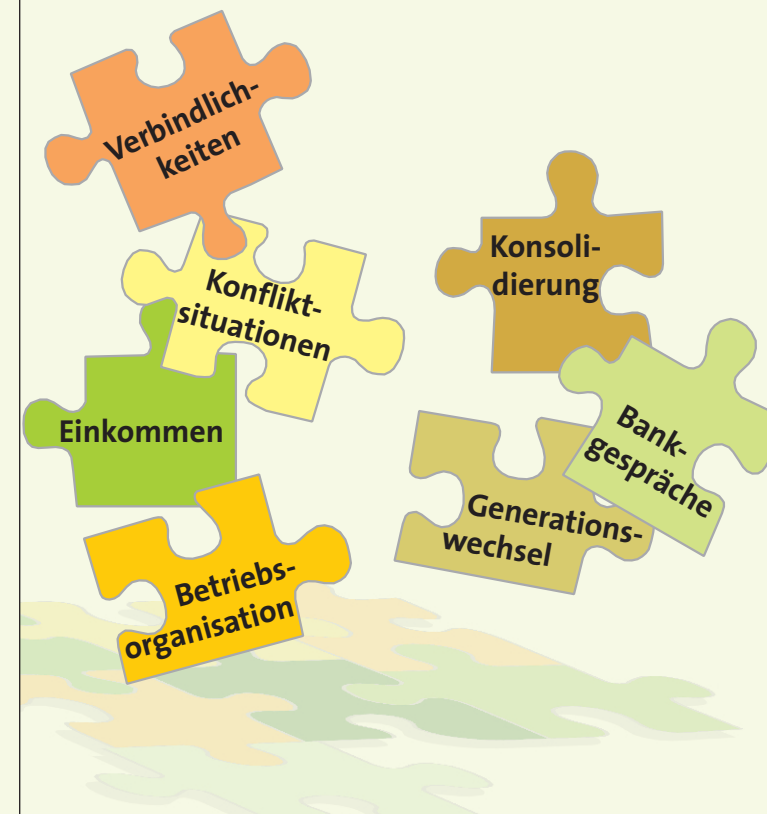 Verbindlich-
keiten
Konflikt-
situationen
Einkommen
Betriebs-
organisation
Konsoli-
dierung
Bank-
gespräche
Generations-
wechsel